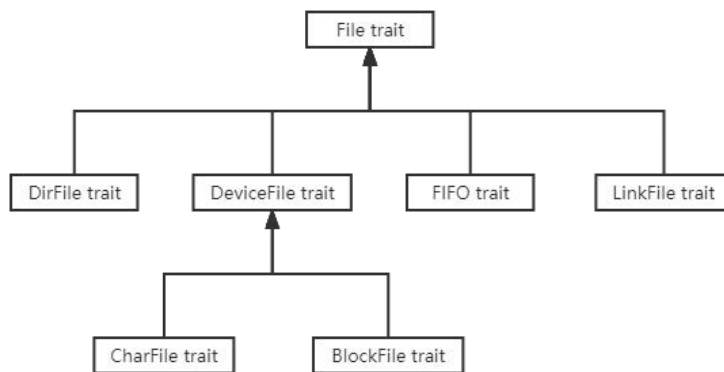 File trait
DirFile trait
DeviceFile trait
FIFO trait
LinkFile trait
CharFile trait
BlockFile trait